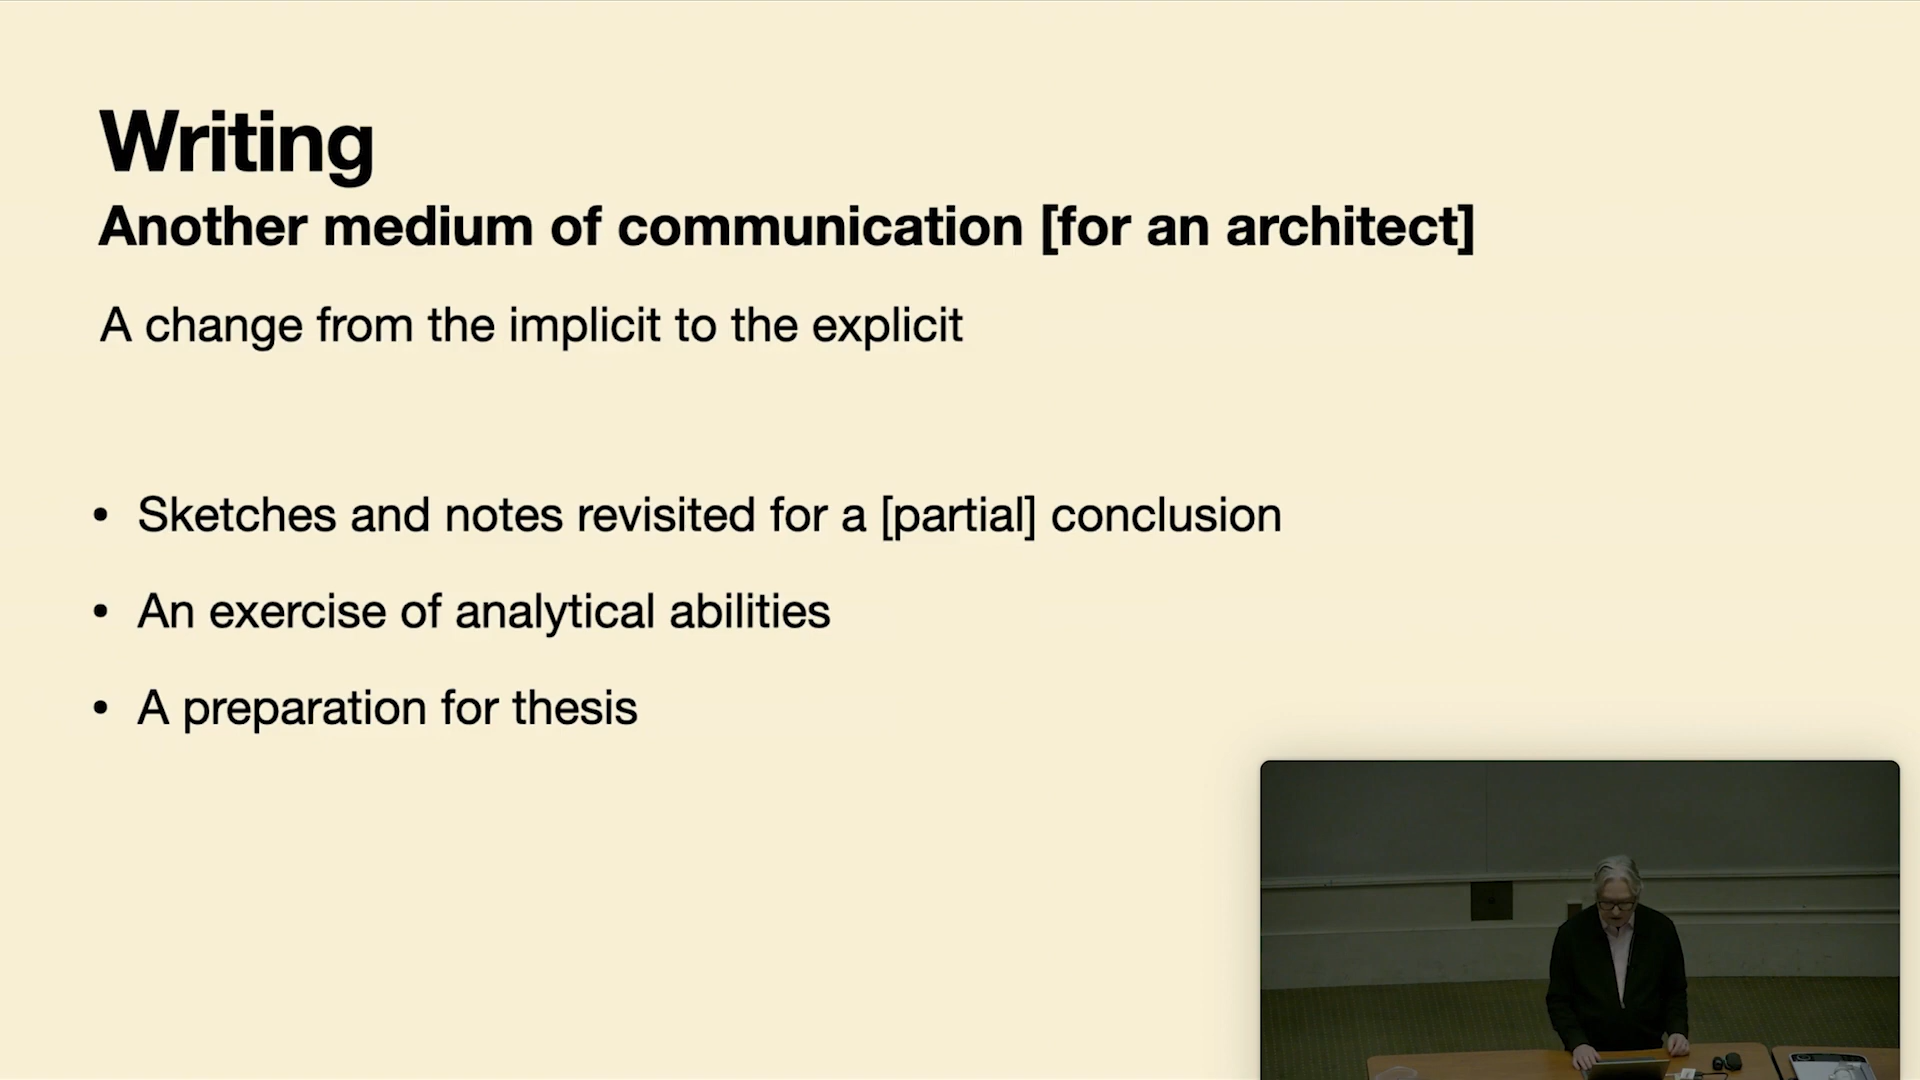 Writing
Another medium of communication [for an architect]
A change from the implicit to the explicit
• Sketches and notes revisited for a [partial] conclusion
• An exercise of analytical abilities
• A preparation for thesis